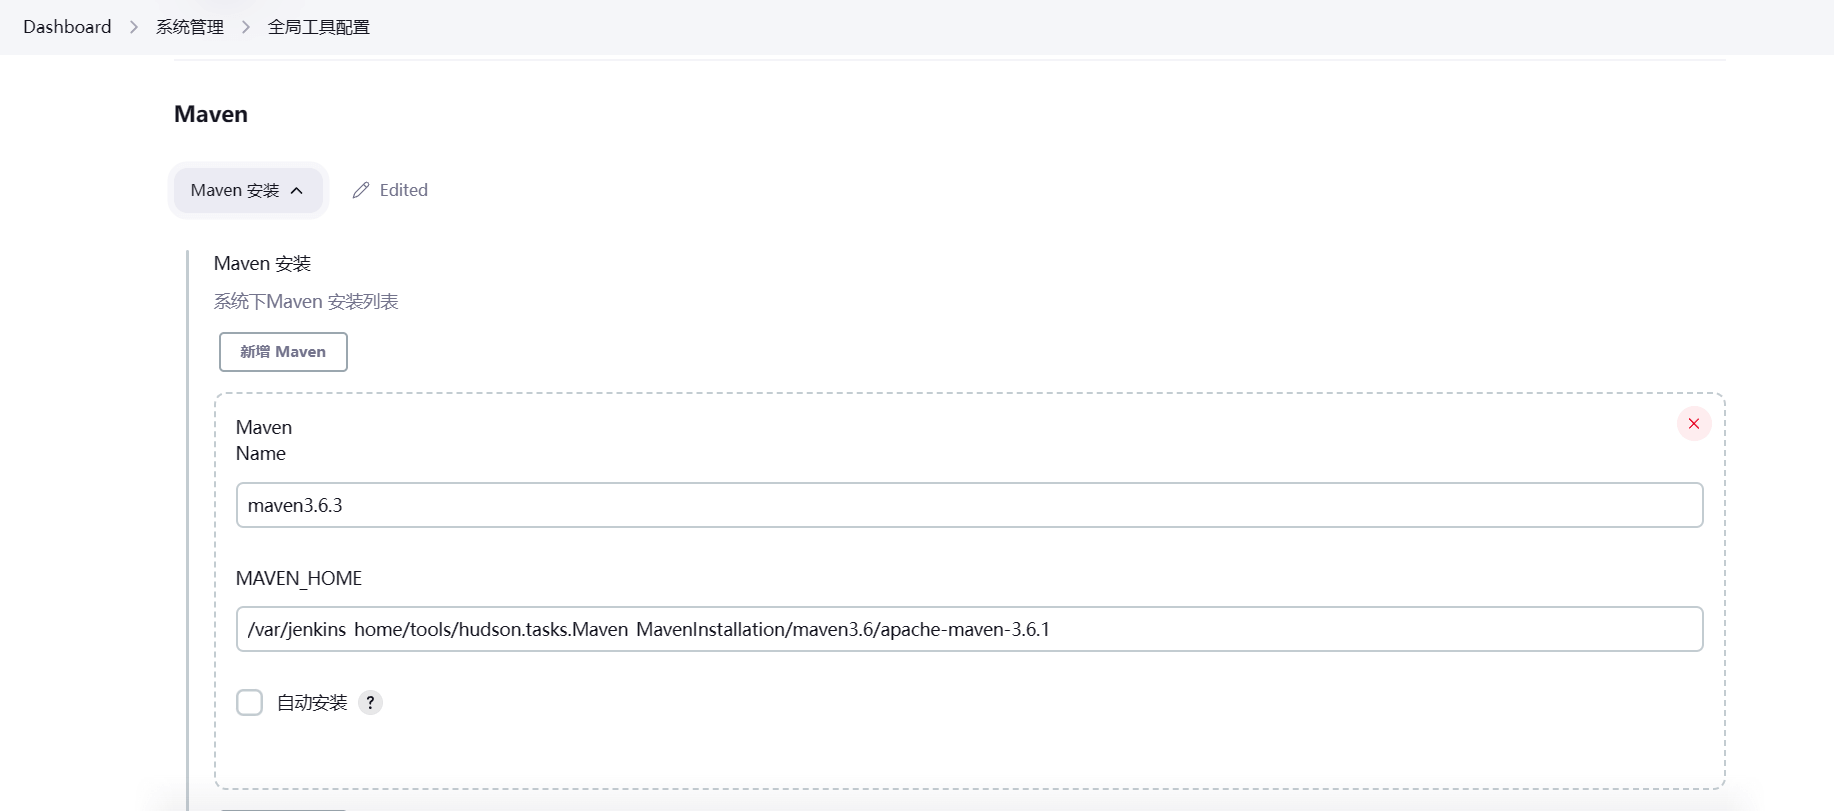 Dashboard > 系统管理 > 全局工具配置
Maven
Maven 安装 Edited
Maven 安装
系统下Maven 安装列表
新增 Maven
Maven
Name
maven3.6.3
MAVEN_HOME
/var/jenkins_home/tools/hudson.tasks.Maven_MavenInstallation/maven3.6/apache-maven-3.6.1
自动安装 ?